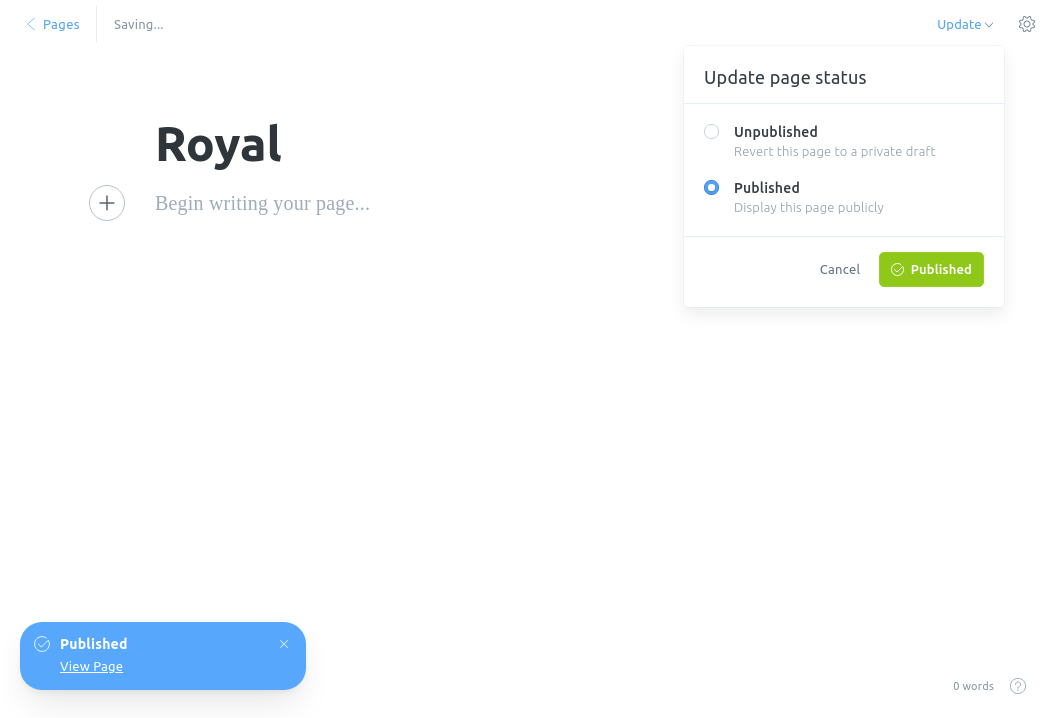 Pages
Saving...
Update
Update page status
Unpublished
Revert this page to a private draft
Published
Display this page publicly
Cancel
Published
Royal
Begin writing your page...
Published
View Page
0 words